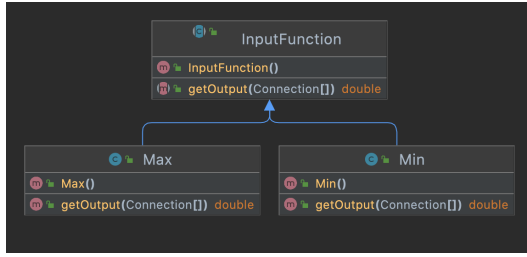 InputFunction
InputFunction()
getOutput(Connection[]) double
Max
Max()
getOutput(Connection[]) double
Min
Min()
getOutput(Connection[]) double